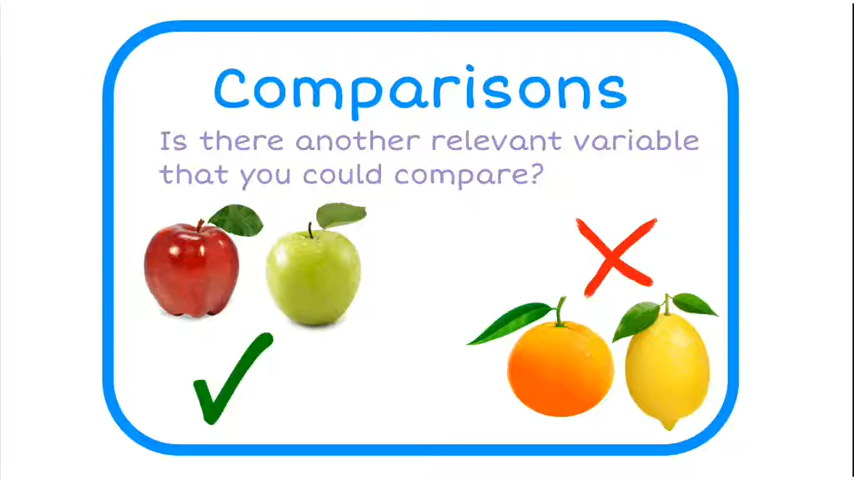 Comparisons
Is there another relevant variable
that you could compare?